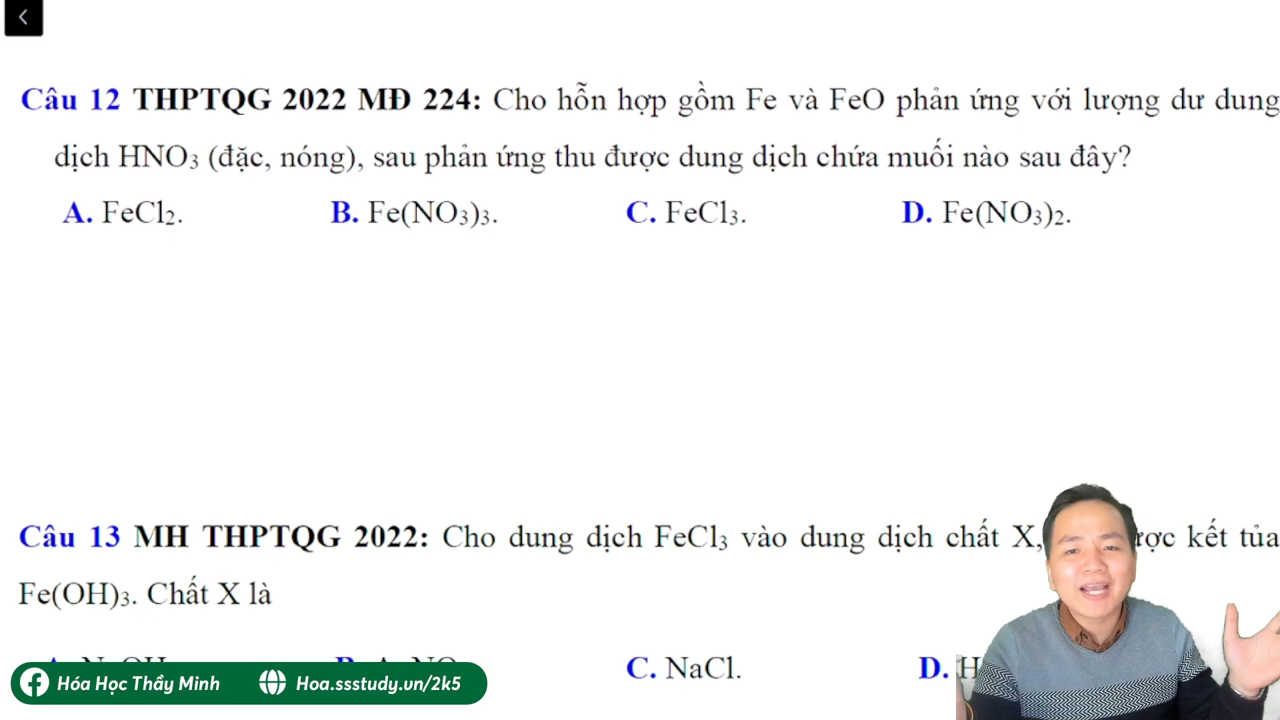 Câu 12 THPTQG 2022 MĐ 224: Cho hỗn hợp gồm Fe và FeO phản ứng với lượng dư dung
dịch HNO₃ (đặc, nóng), sau phản ứng thu được dung dịch chứa muối nào sau đây?
A. FeCl₂. B. Fe(NO₃)₃. C. FeCl₃. D. Fe(NO₃)₂.
Câu 13 MH THPTQG 2022: Cho dung dịch FeCl₃ vào dung dịch chất X, kết tủa
Fe(OH)₃. Chất X là
C. NaCl. D.
Hóa Học Thầy Minh Hoa.ssstudy.vn/2k5